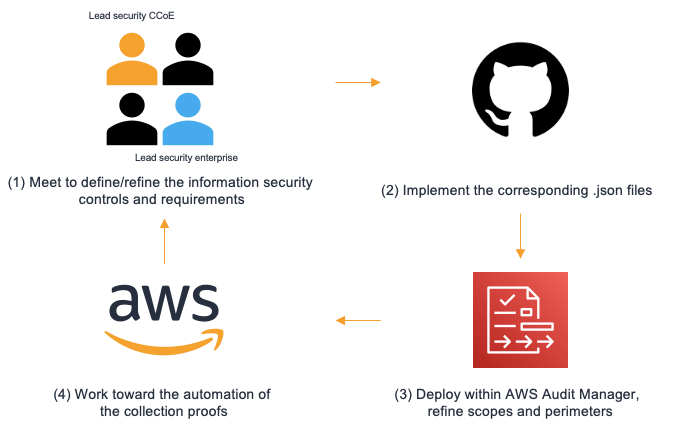 Lead security CCoE
Lead security enterprise
(1) Meet to define/refine the information security
controls and requirements
(2) Implement the corresponding .json files
(3) Deploy within AWS Audit Manager,
refine scopes and perimeters
aws
(4) Work toward the automation of
the collection proofs